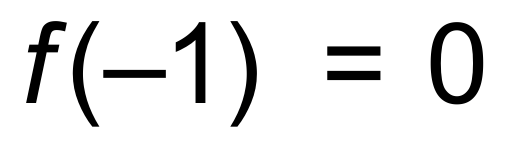 f(–1) = 0